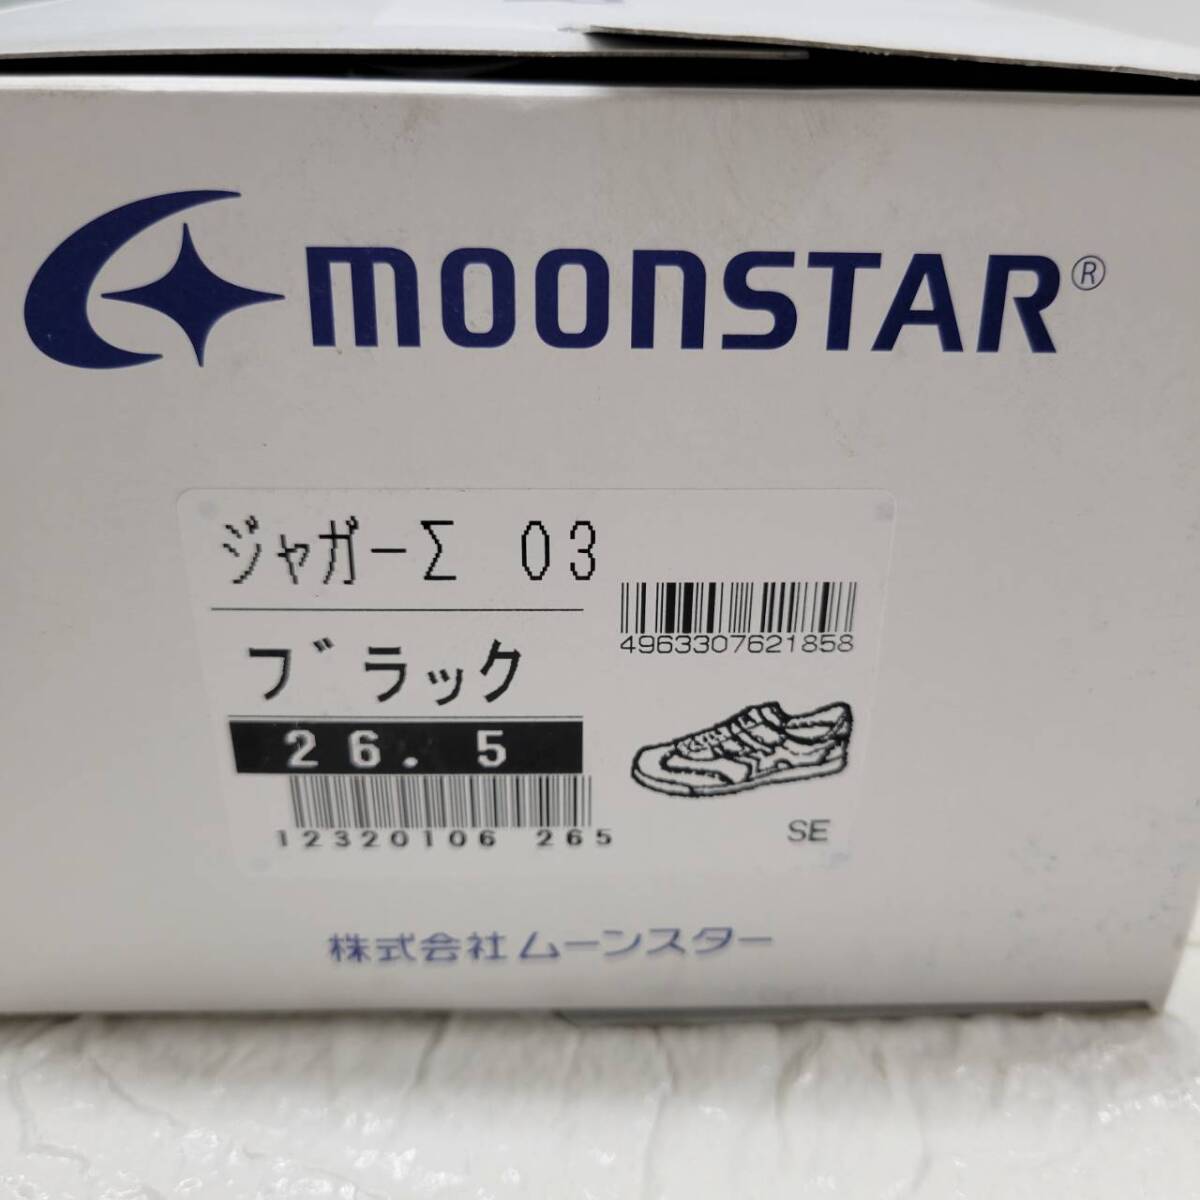 MOONSTAR®
ジャガーΣ 03
4963307621858
ブラック
26.5
12320106 265
SE
株式会社ムーンスター